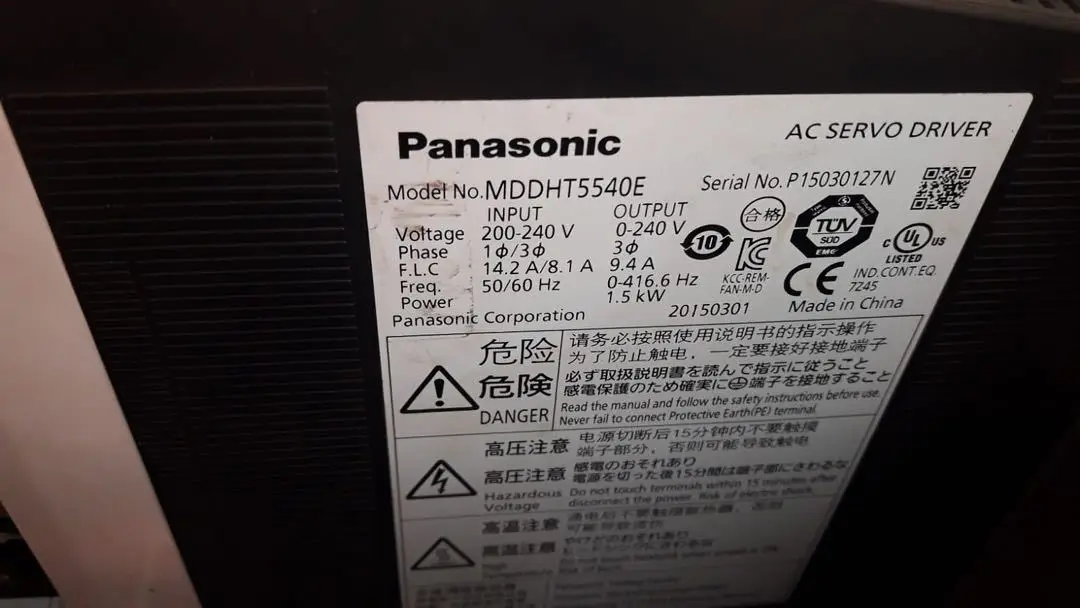 Panasonic
AC SERVO DRIVER
Model No. MDDHT5540E
Serial No. P15030127N
INPUT OUTPUT
Voltage 200-240 V 0-240 V
Phase 1ϕ/3ϕ 3ϕ
F.L.C 14.2 A/8.1 A 9.4 A
Freq. 50/60 Hz 0-416.6 Hz
Power 1.5 kW
10
合格
KCC-REM-
FAN-M-D
TÜV
SÜD
EMC
CE
c UL US
LISTED
IND.CONT.EQ.
7Z45
Panasonic Corporation 20150301 Made in China
危险
请务必按照使用说明书的指示操作
为了防止触电，一定要接好接地端子
危険
必ず取扱説明書を読んで指示に従うこと
感電保護のため確実に端子を接地すること
DANGER
Read the manual and follow the safety instructions before use.
Never fail to connect Protective Earth(PE) terminal.
高压注意
电源切断后15分钟内不要触摸
端子部分，否则可能导致触电
高圧注意
感電のおそれあり
電源を切った後15分間は端子部にさわるな
Hazardous
Voltage
Do not touch terminals within 15 minutes after
disconnect the power. Risk of electric shock.
高温注意
高温注意
やけどのおそれあり